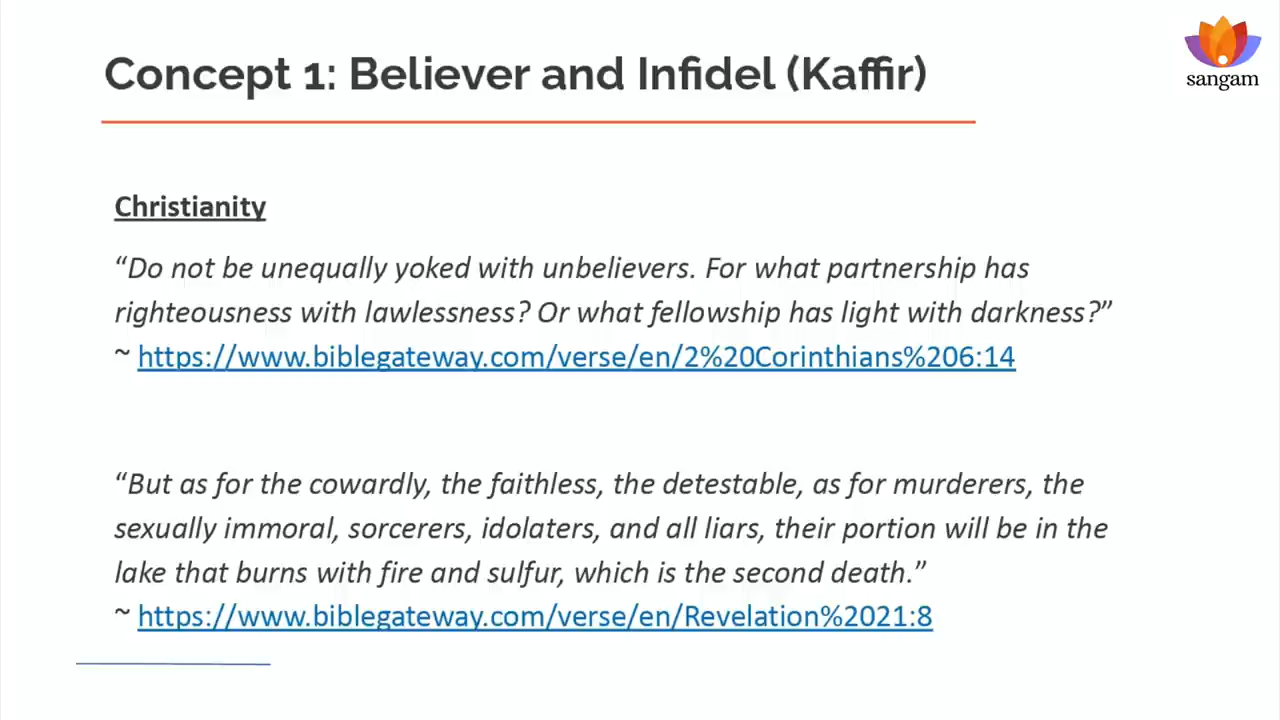 Concept 1: Believer and Infidel (Kaffir)
sangam
Christianity
“Do not be unequally yoked with unbelievers. For what partnership has
righteousness with lawlessness? Or what fellowship has light with darkness?”
~ https://www.biblegateway.com/verse/en/2%20Corinthians%206:14
“But as for the cowardly, the faithless, the detestable, as for murderers, the
sexually immoral, sorcerers, idolaters, and all liars, their portion will be in the
lake that burns with fire and sulfur, which is the second death.”
~ https://www.biblegateway.com/verse/en/Revelation%2021:8